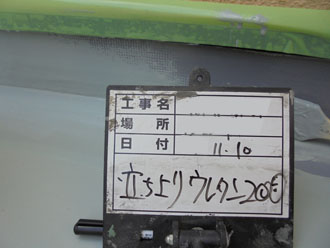 工事名
場所
日付 11.10
立ち上りウレタン2回目